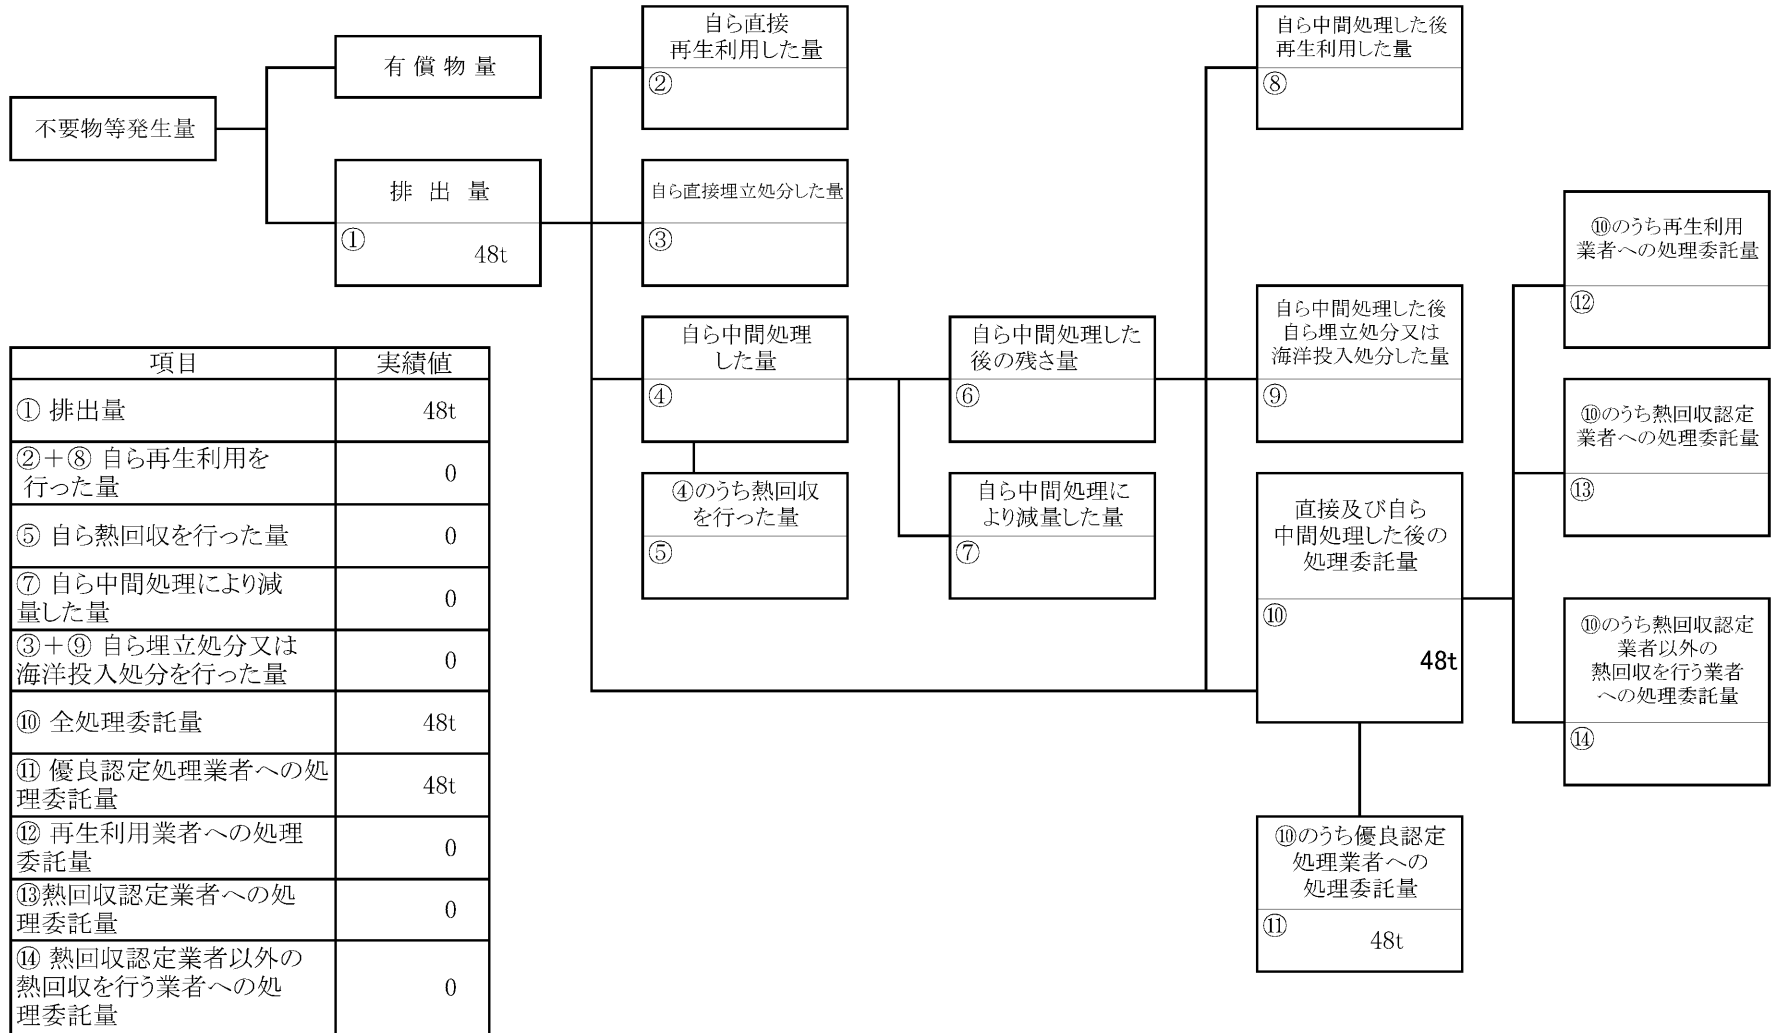 不要物等発生量
有 償 物 量
排 出 量
①
48t
自ら直接
再生利用した量
②
自ら直接埋立処分した量
③
自ら中間処理
した量
④
④のうち熱回収
を行った量
⑤
自ら中間処理した
後の残さ量
⑥
自ら中間処理に
より減量した量
⑦
自ら中間処理した後
再生利用した量
⑧
自ら中間処理した後
自ら埋立処分又は
海洋投入処分した量
⑨
直接及び自ら
中間処理した後の
処理委託量
⑩
48t
⑩のうち優良認定
処理業者への
処理委託量
⑪
48t
⑩のうち再生利用
業者への処理委託量
⑫
⑩のうち熱回収認定
業者への処理委託量
⑬
⑩のうち熱回収認定
業者以外の
熱回収を行う業者
への処理委託量
⑭
項目 実績値
① 排出量 48t
②+⑧ 自ら再生利用を
行った量 0
⑤ 自ら熱回収を行った量 0
⑦ 自ら中間処理により減
量した量 0
③+⑨ 自ら埋立処分又は
海洋投入処分を行った量 0
⑩ 全処理委託量 48t
⑪ 優良認定処理業者への処
理委託量 48t
⑫ 再生利用業者への処理
委託量 0
⑬熱回収認定業者への処
理委託量 0
⑭ 熱回収認定業者以外の
熱回収を行う業者への処
理委託量 0